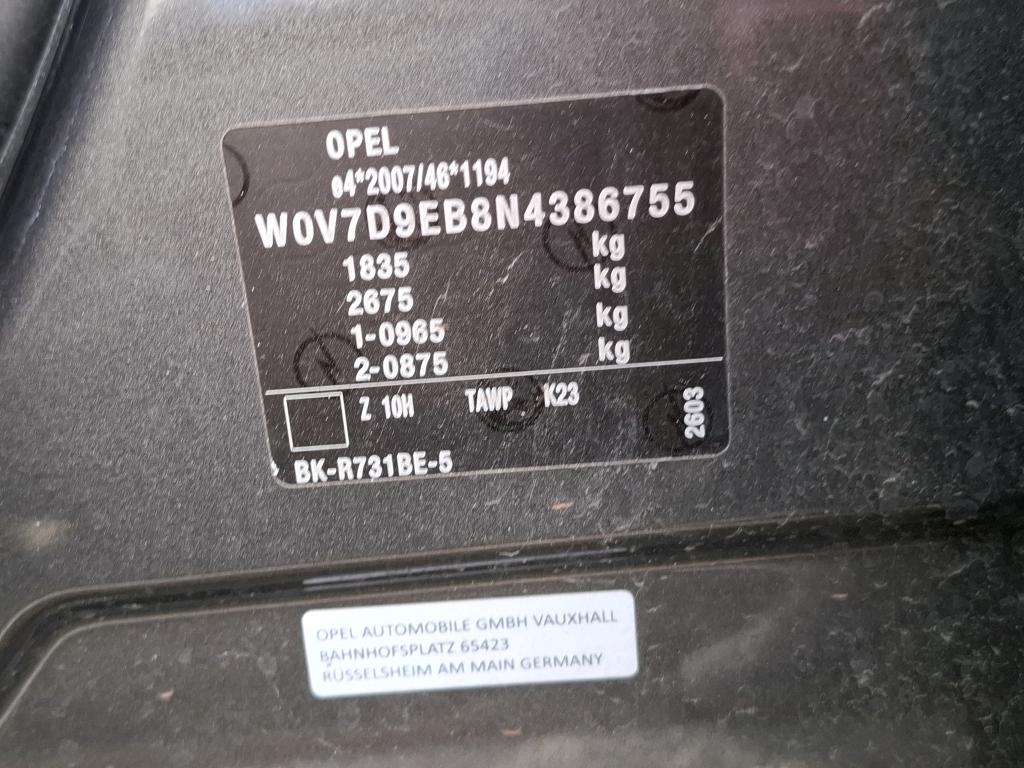 OPEL
e4*2007/46*1194
W0V7D9EB8N4386755
1835 kg
2675 kg
1-0965 kg
2-0875 kg
Z 10H TAWP K23
2603
BK-R731BE-5
OPEL AUTOMOBILE GMBH VAUXHALL
BAHNHOFSPLATZ 65423
RÜSSELSHEIM AM MAIN GERMANY